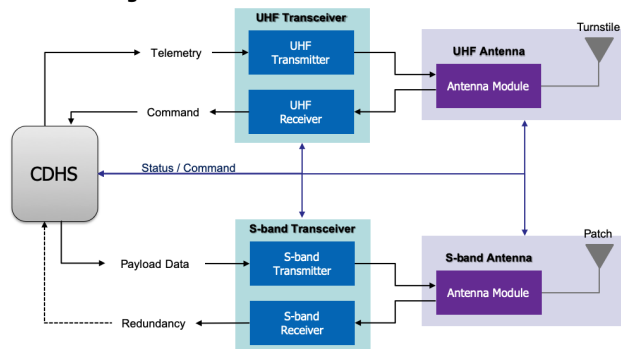 UHF Transceiver
Turnstile
Telemetry
UHF
Transmitter
UHF Antenna
Antenna Module
Command
UHF
Receiver
CDHS
Status / Command
S-band Transceiver
Patch
Payload Data
S-band
Transmitter
S-band Antenna
Antenna Module
Redundancy
S-band
Receiver